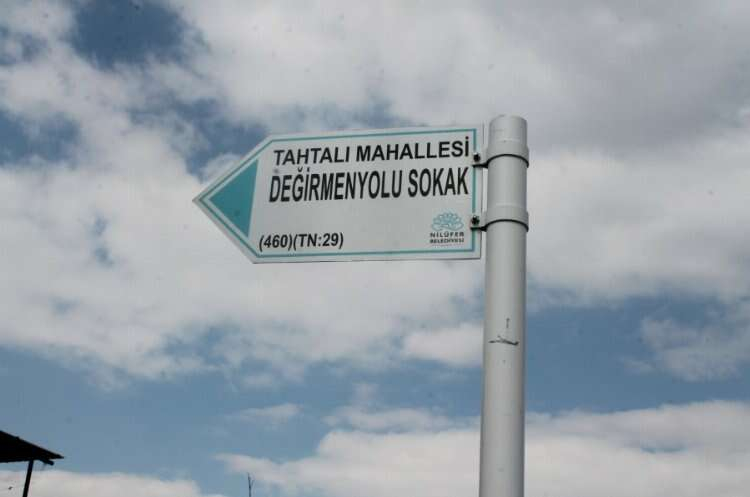 TAHTALI MAHALLESİ
DEĞİRMENYOLU SOKAK
(460)(TN:29)
NİLÜFER
BELEDİYESİ